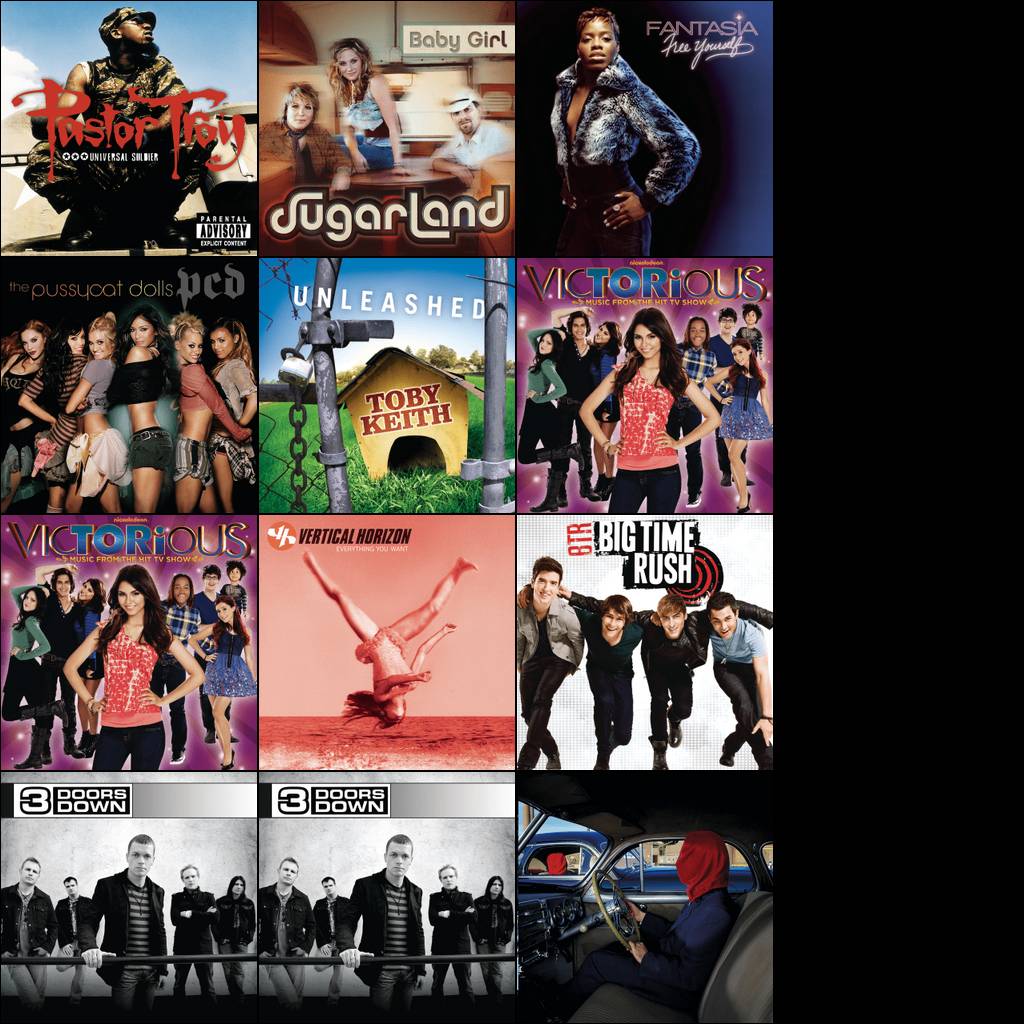 Pastor Troy
UNIVERSAL SOLDIER
PARENTAL
ADVISORY
EXPLICIT CONTENT
Baby Girl
Sugarland
FANTASIA
Free Yourself
the pussycat dolls pcd
UNLEASHED
TOBY
KEITH
nickelodeon
VICTORiOUS
MUSIC FROM THE HIT TV SHOW
nickelodeon
VICTORiOUS
MUSIC FROM THE HIT TV SHOW
VERTICAL HORIZON
EVERYTHING YOU WANT
BTR
BIG TIME
RUSH
3 DOORS
DOWN
3 DOORS
DOWN